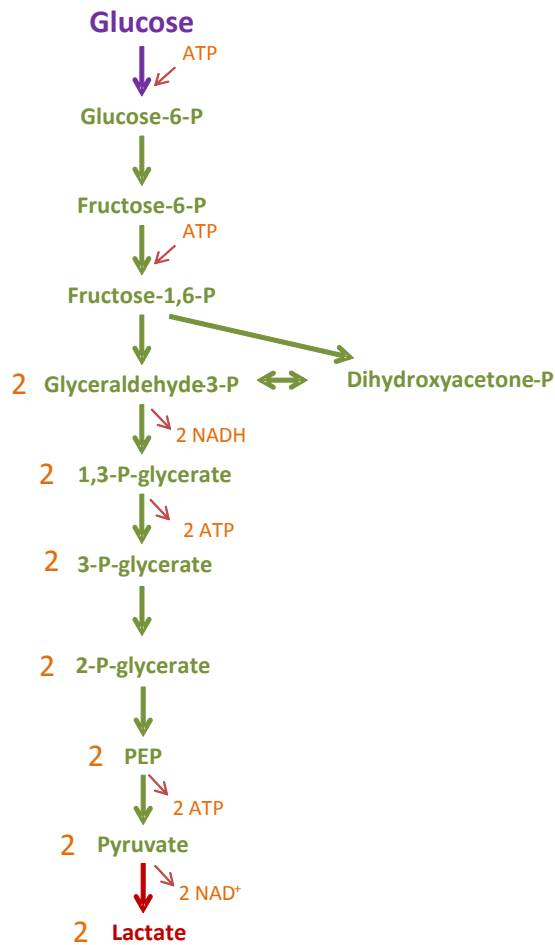 Glucose
ATP
Glucose-6-P
Fructose-6-P
ATP
Fructose-1,6-P
2 Glyceraldehyde-3-P
Dihydroxyacetone-P
2 NADH
2 1,3-P-glycerate
2 ATP
2 3-P-glycerate
2 2-P-glycerate
2 PEP
2 ATP
2 Pyruvate
2 NAD⁺
2 Lactate